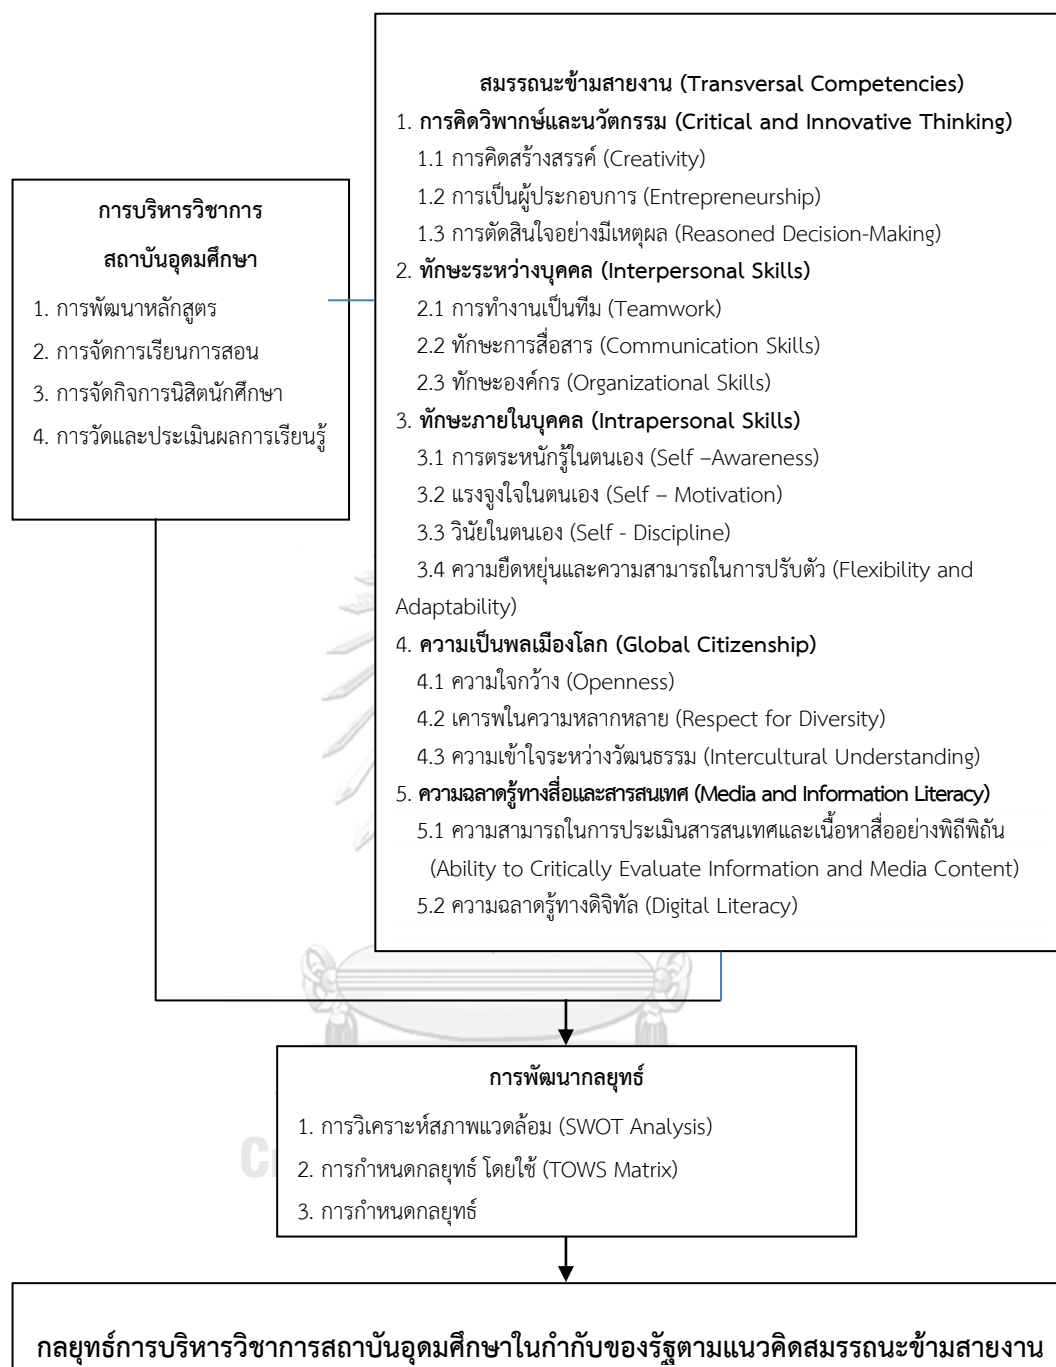 สมรรถนะข้ามสายงาน (Transversal Competencies)
1. การคิดวิพากษ์และนวัตกรรม (Critical and Innovative Thinking)
1.1 การคิดสร้างสรรค์ (Creativity)
1.2 การเป็นผู้ประกอบการ (Entrepreneurship)
1.3 การตัดสินใจอย่างมีเหตุผล (Reasoned Decision-Making)
2. ทักษะระหว่างบุคคล (Interpersonal Skills)
2.1 การทำงานเป็นทีม (Teamwork)
2.2 ทักษะการสื่อสาร (Communication Skills)
2.3 ทักษะองค์กร (Organizational Skills)
3. ทักษะภายในบุคคล (Intrapersonal Skills)
3.1 การตระหนักรู้ในตนเอง (Self –Awareness)
3.2 แรงจูงใจในตนเอง (Self – Motivation)
3.3 วินัยในตนเอง (Self - Discipline)
3.4 ความยืดหยุ่นและความสามารถในการปรับตัว (Flexibility and
Adaptability)
4. ความเป็นพลเมืองโลก (Global Citizenship)
4.1 ความใจกว้าง (Openness)
4.2 เคารพในความหลากหลาย (Respect for Diversity)
4.3 ความเข้าใจระหว่างวัฒนธรรม (Intercultural Understanding)
5. ความฉลาดรู้ทางสื่อและสารสนเทศ (Media and Information Literacy)
5.1 ความสามารถในการประเมินสารสนเทศและเนื้อหาสื่ออย่างพิถีพิถัน
(Ability to Critically Evaluate Information and Media Content)
5.2 ความฉลาดรู้ทางดิจิทัล (Digital Literacy)
การบริหารวิชาการ
สถาบันอุดมศึกษา
1. การพัฒนาหลักสูตร
2. การจัดการเรียนการสอน
3. การจัดกิจการนิสิตนักศึกษา
4. การวัดและประเมินผลการเรียนรู้
การพัฒนากลยุทธ์
1. การวิเคราะห์สภาพแวดล้อม (SWOT Analysis)
2. การกำหนดกลยุทธ์ โดยใช้ (TOWS Matrix)
3. การกำหนดกลยุทธ์
กลยุทธ์การบริหารวิชาการสถาบันอุดมศึกษาในกำกับของรัฐตามแนวคิดสมรรถนะข้ามสายงาน